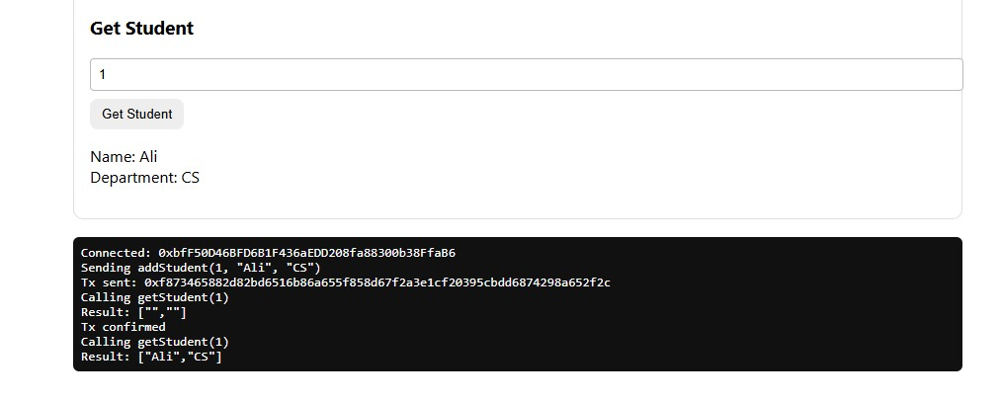 Get Student
1
Get Student
Name: Ali
Department: CS
Connected: 0xbfF50D46BFD6B1F436aEDD208fa88300b38FfaB6
Sending addStudent(1, "Ali", "CS")
Tx sent: 0xf873465882d82bd6516b86a655f858d67f2a3e1cf20395cbdd6874298a652f2c
Calling getStudent(1)
Result: ["",""]
Tx confirmed
Calling getStudent(1)
Result: ["Ali","CS"]